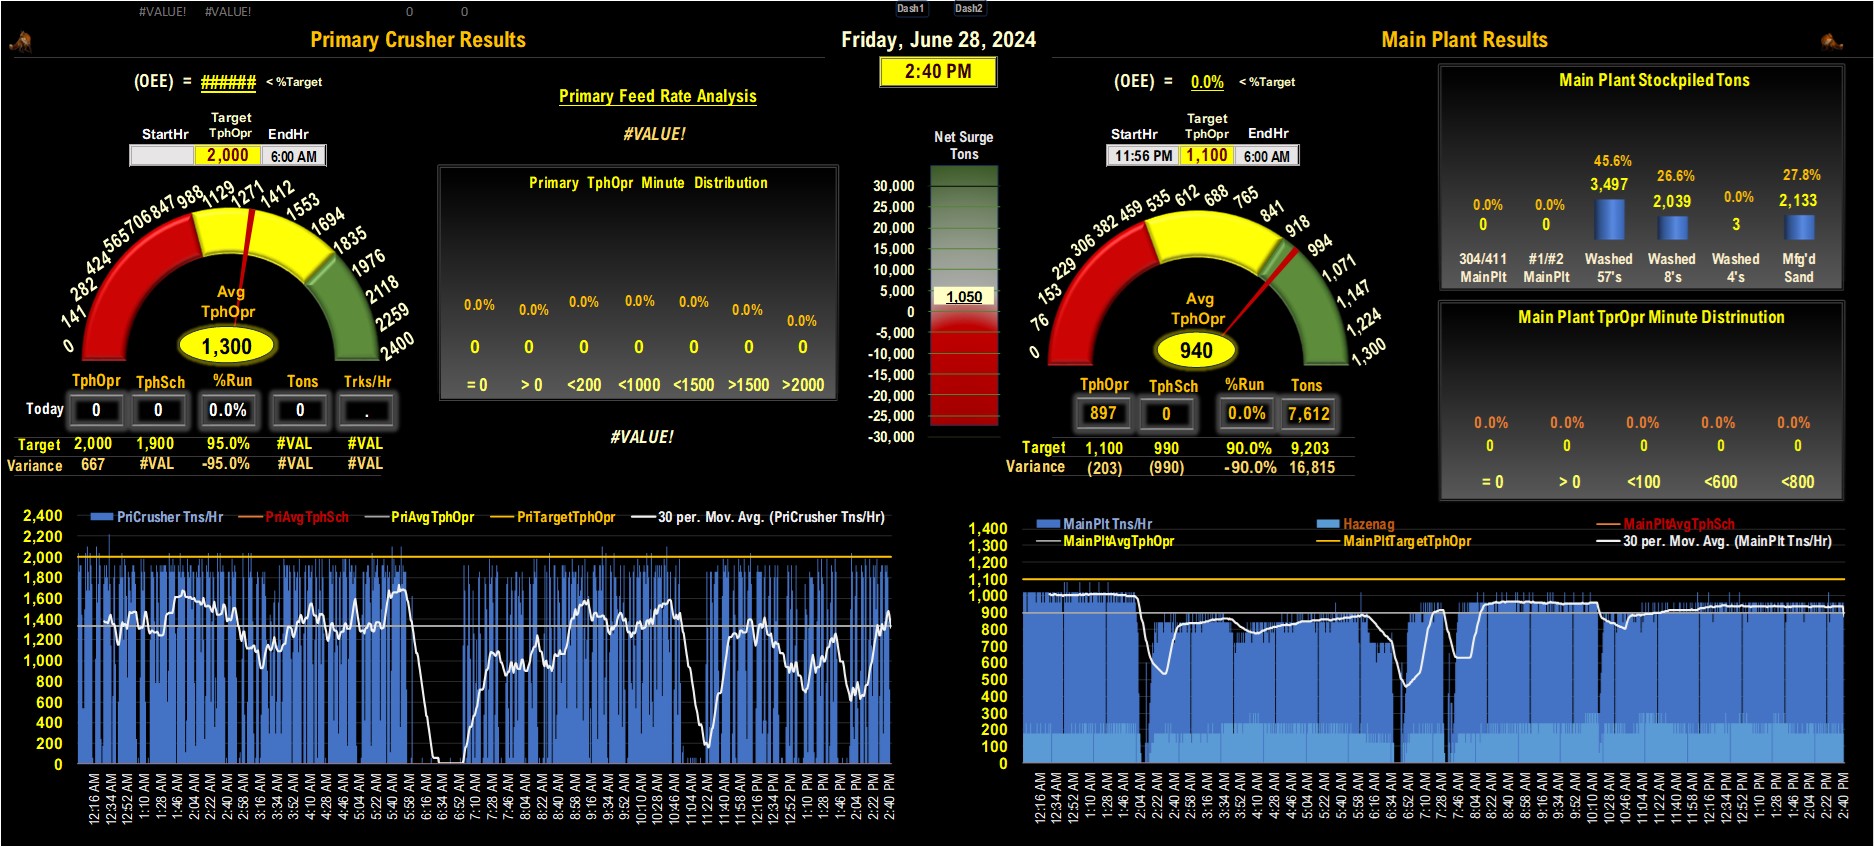 #VALUE! #VALUE! 0 0 Dash1 Dash2
Primary Crusher Results
Friday, June 28, 2024
Main Plant Results
2:40 PM
(OEE) = ###### < %Target
Primary Feed Rate Analysis
#VALUE!
Target
StartHr TphOpr EndHr
2,000 6:00 AM
0 141 282 424 565 706 847 988 1129 1271 1412 1553 1694 1835 1976 2118 2259 2400
Avg
TphOpr
1,300
TphOpr TphSch %Run Tons Trks/Hr
Today 0 0 0.0% 0 .
Target 2,000 1,900 95.0% #VAL #VAL
Variance 667 #VAL -95.0% #VAL #VAL
Primary TphOpr Minute Distribution
0.0% 0.0% 0.0% 0.0% 0.0% 0.0% 0.0%
0 0 0 0 0 0 0
= 0 > 0 <200 <1000 <1500 >1500 >2000
#VALUE!
Net Surge
Tons
30,000
25,000
20,000
15,000
10,000
5,000
1,050
0
-5,000
-10,000
-15,000
-20,000
-25,000
-30,000
(OEE) = 0.0% < %Target
Target
StartHr TphOpr EndHr
11:56 PM 1,100 6:00 AM
0 76 153 229 306 382 459 535 612 688 765 841 918 994 1,071 1,147 1,224 1,300
Avg
TphOpr
940
TphOpr TphSch %Run Tons
897 0 0.0% 7,612
Target 1,100 990 90.0% 9,203
Variance (203) (990) -90.0% 16,815
Main Plant Stockpiled Tons
0.0% 0.0% 45.6% 26.6% 0.0% 27.8%
0 0 3,497 2,039 3 2,133
304/411 #1/#2 Washed Washed Washed Mfg'd
MainPlt MainPlt 57's 8's 4's Sand
Main Plant TprOpr Minute Distrinution
0.0% 0.0% 0.0% 0.0% 0.0%
0 0 0 0 0
= 0 > 0 <100 <600 <800
PriCrusher Tns/Hr PriAvgTphSch PriAvgTphOpr PriTargetTphOpr 30 per. Mov. Avg. (PriCrusher Tns/Hr)
2,400
2,200
2,000
1,800
1,600
1,400
1,200
1,000
800
600
400
200
0
12:16 AM 12:34 AM 12:52 AM 1:10 AM 1:28 AM 1:46 AM 2:04 AM 2:22 AM 2:40 AM 2:58 AM 3:16 AM 3:34 AM 3:52 AM 4:10 AM 4:28 AM 4:46 AM 5:04 AM 5:22 AM 5:40 AM 5:58 AM 6:16 AM 6:34 AM 6:52 AM 7:10 AM 7:28 AM 7:46 AM 8:04 AM 8:22 AM 8:40 AM 8:58 AM 9:16 AM 9:34 AM 9:52 AM 10:10 AM 10:28 AM 10:46 AM 11:04 AM 11:22 AM 11:40 AM 11:58 AM 12:16 PM 12:34 PM 12:52 PM 1:10 PM 1:28 PM 1:46 PM 2:04 PM 2:22 PM 2:40 PM
MainPlt Tns/Hr Hazenag MainPltAvgTphSch
MainPltAvgTphOpr MainPltTargetTphOpr 30 per. Mov. Avg. (MainPlt Tns/Hr)
1,400
1,300
1,200
1,100
1,000
900
800
700
600
500
400
300
200
100
0
12:16 AM 12:34 AM 12:52 AM 1:10 AM 1:28 AM 1:46 AM 2:04 AM 2:22 AM 2:40 AM 2:58 AM 3:16 AM 3:34 AM 3:52 AM 4:10 AM 4:28 AM 4:46 AM 5:04 AM 5:22 AM 5:40 AM 5:58 AM 6:16 AM 6:34 AM 6:52 AM 7:10 AM 7:28 AM 7:46 AM 8:04 AM 8:22 AM 8:40 AM 8:58 AM 9:16 AM 9:34 AM 9:52 AM 10:10 AM 10:28 AM 10:46 AM 11:04 AM 11:22 AM 11:40 AM 11:58 AM 12:16 PM 12:34 PM 12:52 PM 1:10 PM 1:28 PM 1:46 PM 2:04 PM 2:22 PM 2:40 PM